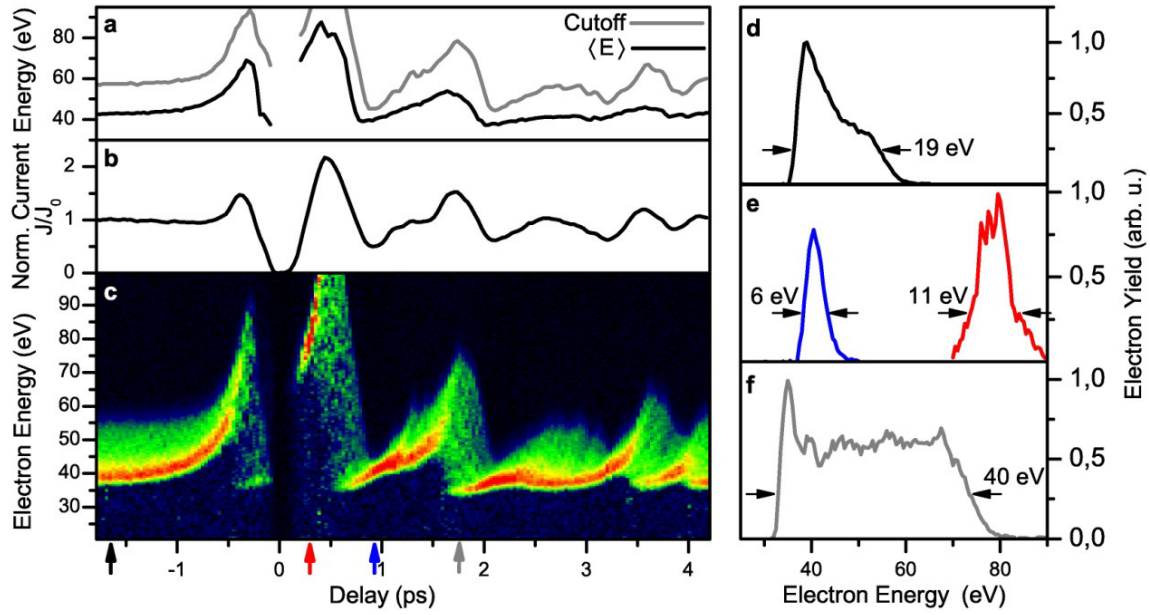 a
Cutoff
⟨E⟩
Energy (eV)
80
60
40
b
Norm. Current
J/J0
2
1
0
c
Electron Energy (eV)
90
80
70
60
50
40
30
-1
0
1
2
3
4
Delay (ps)
d
19 eV
1,0
0,5
e
6 eV
11 eV
1,0
0,5
f
40 eV
1,0
0,5
0,0
Electron Yield (arb. u.)
40
60
80
Electron Energy (eV)